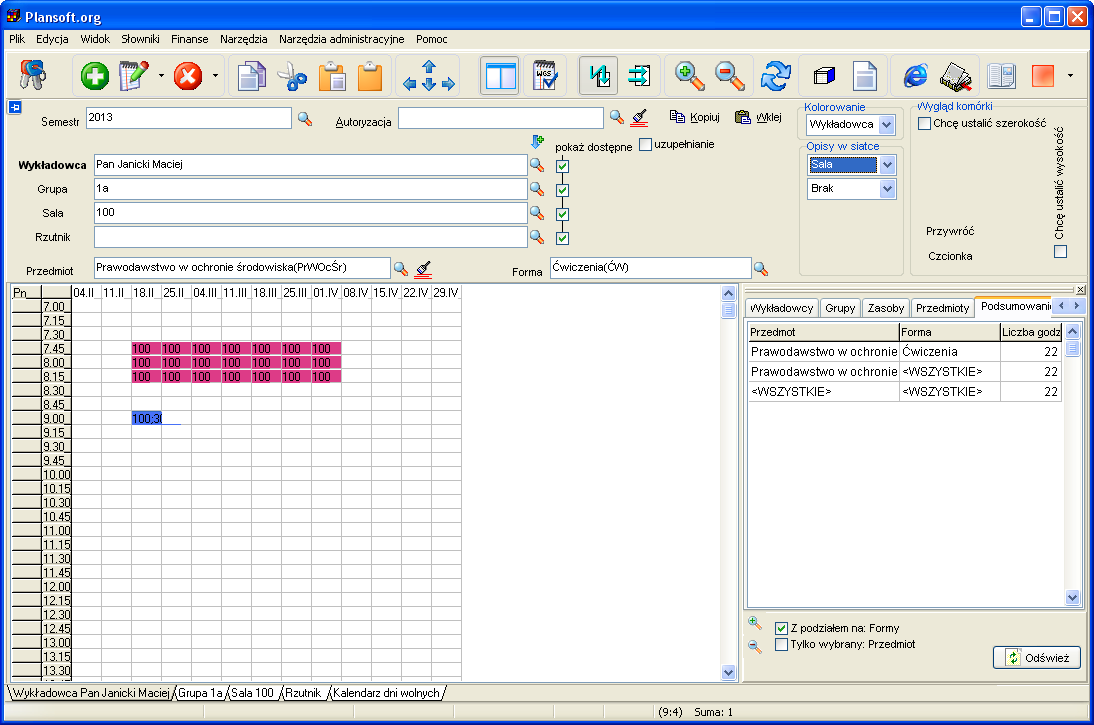 Plansoft.org
Plik Edycja Widok Słowniki Finanse Narzędzia Narzędzia administracyjne Pomoc
WGS
Semestr 2013 Autoryzacja Kopiuj Wklej
Kolorowanie
Wykładowca
Opisy w siatce
Sala
Brak
Wygląd komórki
Chcę ustalić szerokość
Chcę ustalić wysokość
Przywróć
Czcionka
pokaż dostępne uzupełnianie
Wykładowca Pan Janicki Maciej
Grupa 1a
Sala 100
Rzutnik
Przedmiot Prawodawstwo w ochronie środowiska(PrWOcŚr) Forma Ćwiczenia(ĆW)
Pn_ 04.II 11.II 18.II 25.II 04.III 11.III 18.III 25.III 01.IV 08.IV 15.IV 22.IV 29.IV
7.00
7.15
7.30
7.45 100 100 100 100 100 100 100
8.00 100 100 100 100 100 100 100
8.15 100 100 100 100 100 100 100
8.30
8.45
9.00 100;3
9.15
9.30
9.45
10.00
10.15
10.30
10.45
11.00
11.15
11.30
11.45
12.00
12.15
12.30
12.45
13.00
13.15
13.30
Wykładowcy Grupy Zasoby Przedmioty Podsumowanie
Przedmot Forma Liczba godz
Prawodawstwo w ochronie Ćwiczenia 22
Prawodawstwo w ochronie <WSZYSTKIE> 22
<WSZYSTKIE> <WSZYSTKIE> 22
Z podziałem na: Formy
Tylko wybrany: Przedmiot
Odśwież
Wykładowca Pan Janicki Maciej Grupa 1a Sala 100 Rzutnik Kalendarz dni wolnych
(9:4) Suma: 1